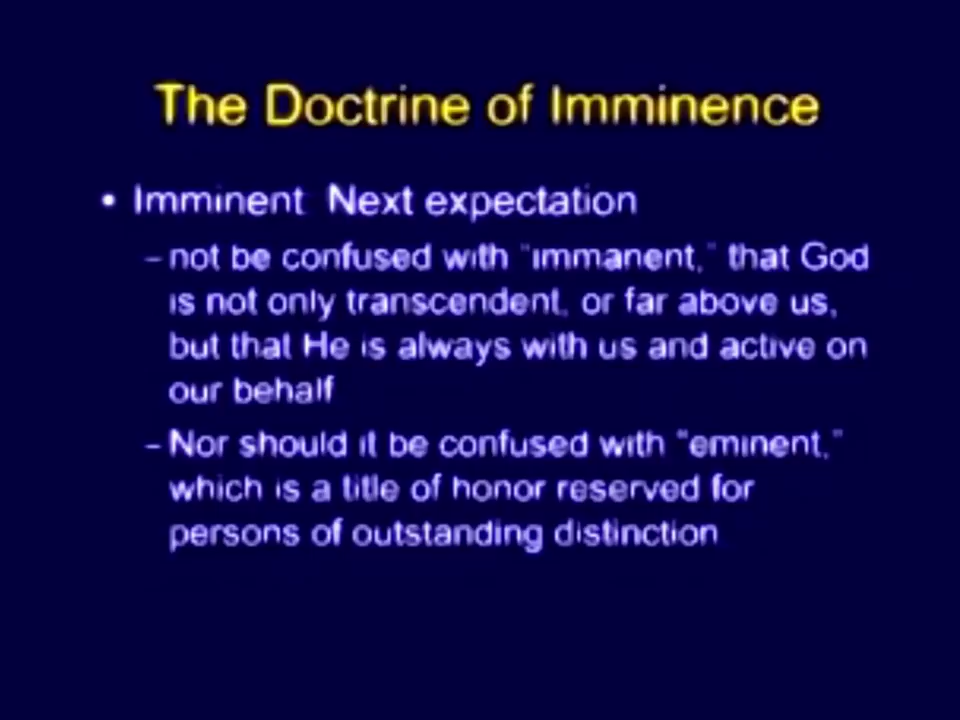 The Doctrine of Imminence
• Imminent Next expectation
– not be confused with "immanent," that God
is not only transcendent, or far above us,
but that He is always with us and active on
our behalf
– Nor should it be confused with "eminent,"
which is a title of honor reserved for
persons of outstanding distinction